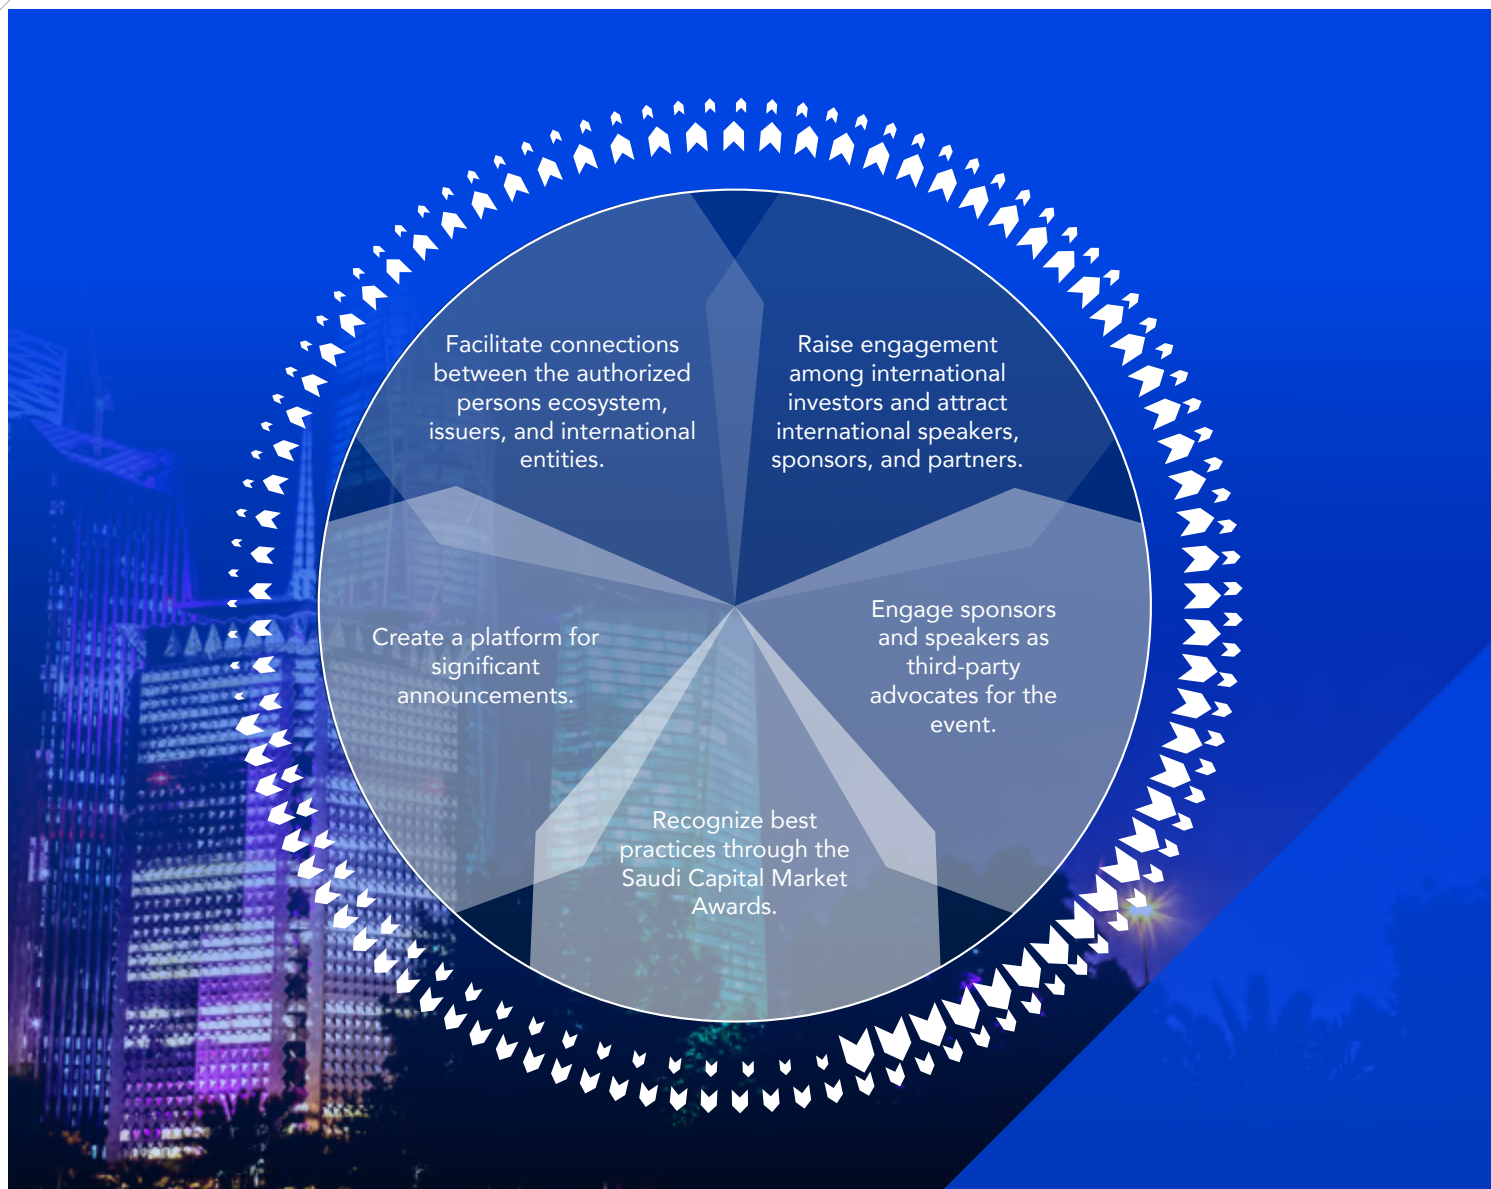 Facilitate connections
between the authorized
persons ecosystem,
issuers, and international
entities.
Raise engagement
among international
investors and attract
international speakers,
sponsors, and partners.
Create a platform for
significant
announcements.
Engage sponsors
and speakers as
third-party
advocates for the
event.
Recognize best
practices through the
Saudi Capital Market
Awards.